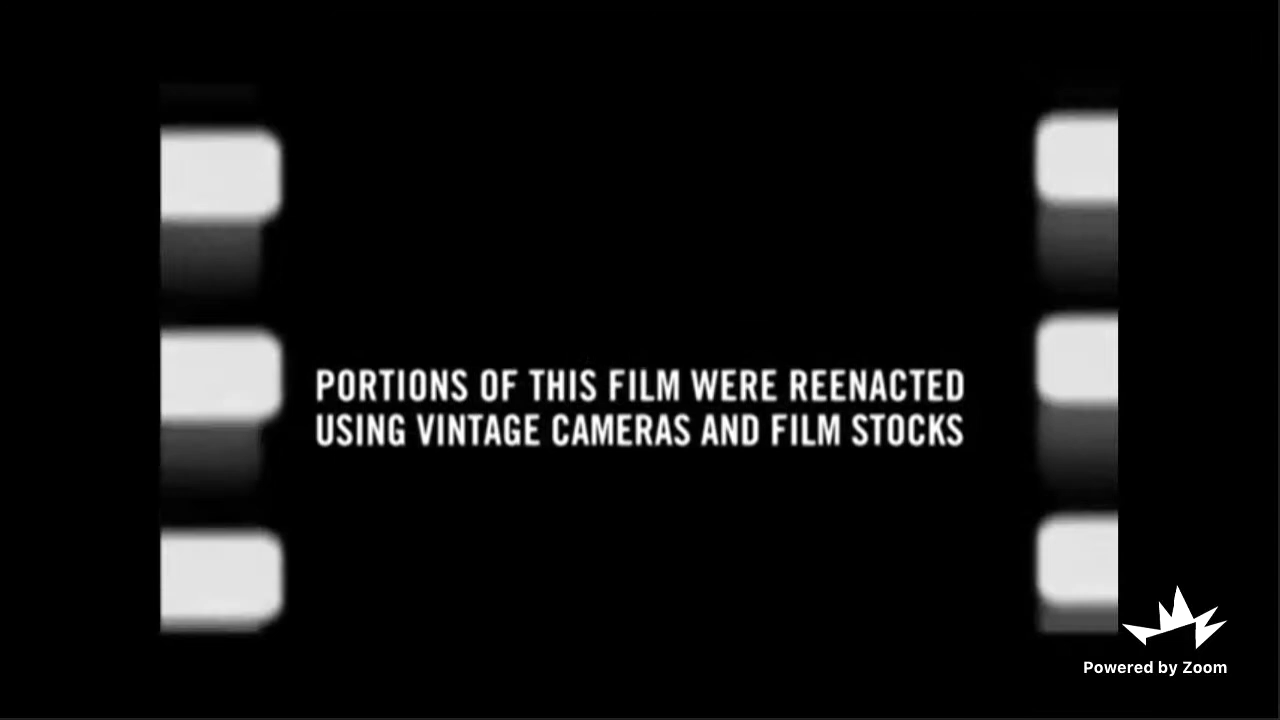 PORTIONS OF THIS FILM WERE REENACTED
USING VINTAGE CAMERAS AND FILM STOCKS
Powered by Zoom